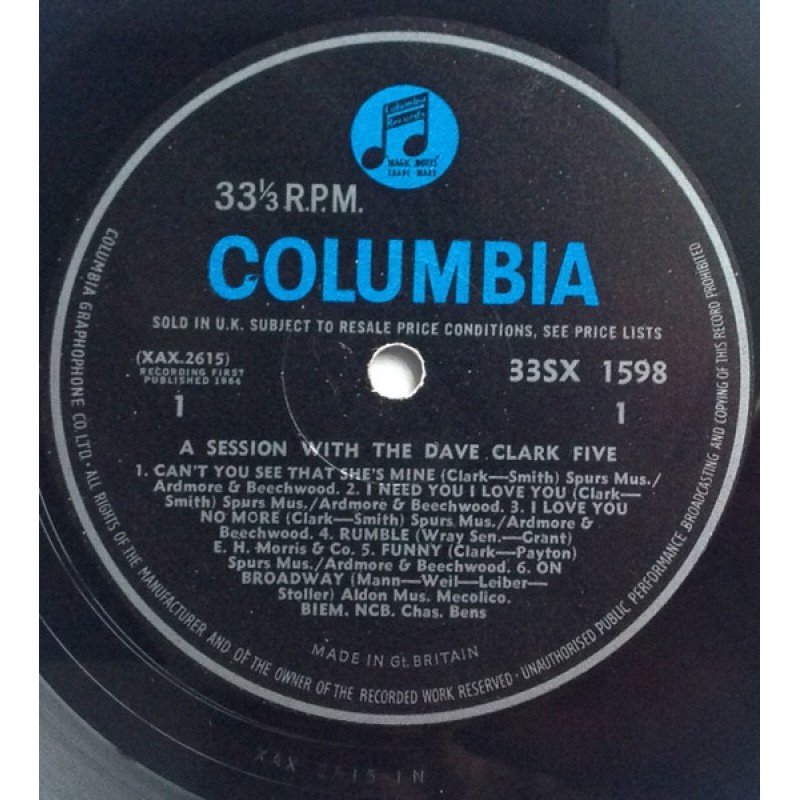 Columbia
Records
MAGIC NOTES
TRADE MARK
33⅓ R.P.M.
COLUMBIA
SOLD IN U.K. SUBJECT TO RESALE PRICE CONDITIONS, SEE PRICE LISTS
(XAX.2615)
RECORDING FIRST
PUBLISHED 1964
33SX 1598
1
1
A SESSION WITH THE DAVE CLARK FIVE
1. CAN'T YOU SEE THAT SHE'S MINE (Clark—Smith) Spurs Mus./
Ardmore & Beechwood. 2. I NEED YOU I LOVE YOU (Clark—
Smith) Spurs Mus./Ardmore & Beechwood. 3. I LOVE YOU
NO MORE (Clark—Smith) Spurs Mus./Ardmore &
Beechwood. 4. RUMBLE (Wray Sen.—Grant)
E. H. Morris & Co. 5. FUNNY (Clark—Payton)
Spurs Mus./Ardmore & Beechwood. 6. ON
BROADWAY (Mann—Weil—Leiber—
Stoller) Aldon Mus. Mecolico.
BIEM. NCB. Chas. Bens
MADE IN Gt. BRITAIN
COLUMBIA GRAPHOPHONE CO. LTD. · ALL RIGHTS OF THE MANUFACTURER AND OF THE OWNER OF THE RECORDED WORK RESERVED · UNAUTHORISED PUBLIC PERFORMANCE BROADCASTING AND COPYING OF THIS RECORD PROHIBITED
XAX 2615 1N